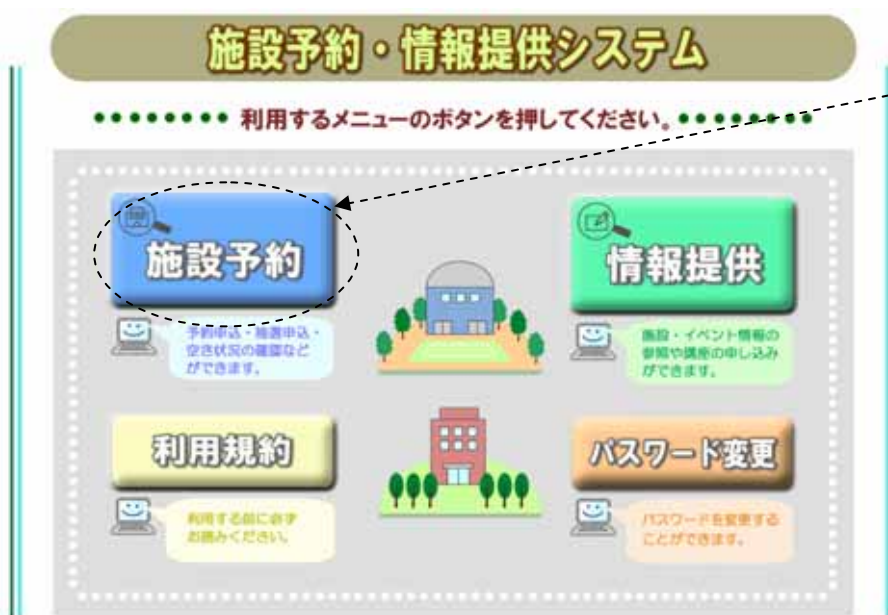 施設予約・情報提供システム
利用するメニューのボタンを押してください。
施設予約
情報提供
予約申込・抽選申込・
空き状況の確認など
ができます。
施設・イベント情報の
参照や講座の申し込み
ができます。
利用規約
パスワード変更
利用する前に必ず
お読みください。
パスワードを変更する
ことができます。